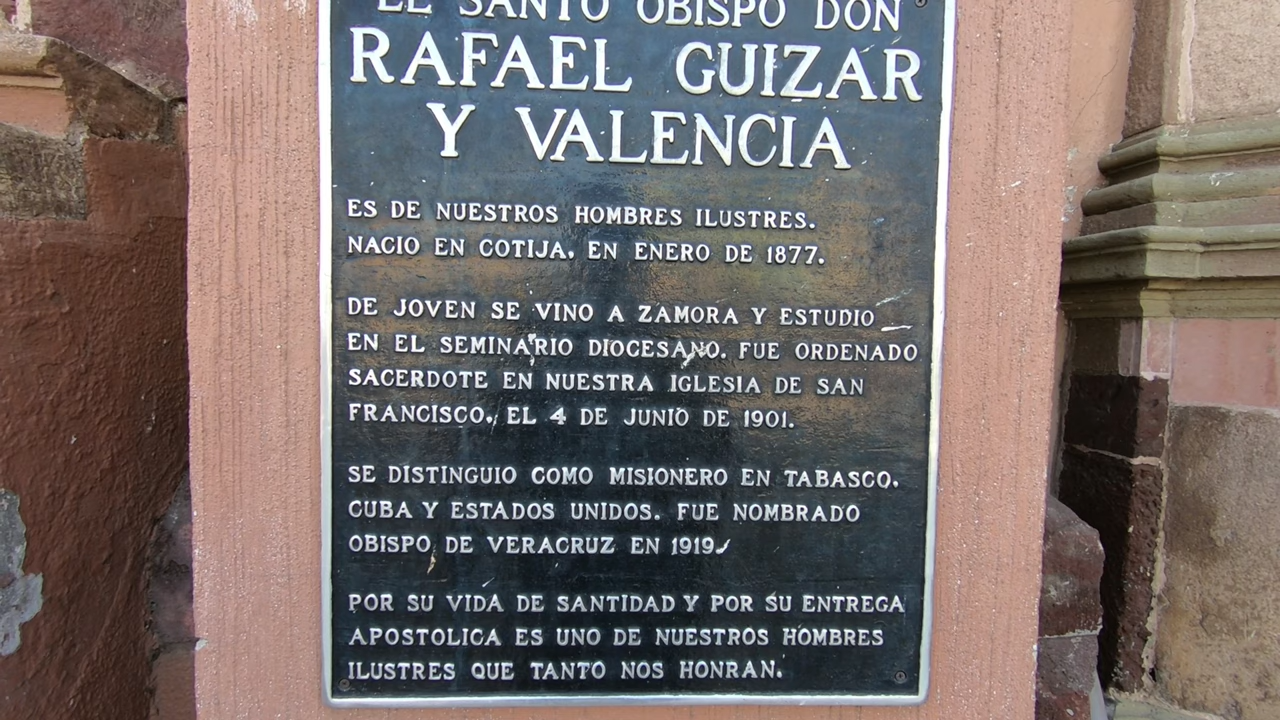 EL SANTO OBISPO DON
RAFAEL GUIZAR
Y VALENCIA
ES DE NUESTROS HOMBRES ILUSTRES.
NACIO EN COTIJA, EN ENERO DE 1877.
DE JOVEN SE VINO A ZAMORA Y ESTUDIO
EN EL SEMINARIO DIOCESANO. FUE ORDENADO
SACERDOTE EN NUESTRA IGLESIA DE SAN
FRANCISCO, EL 4 DE JUNIO DE 1901.
SE DISTINGUIO COMO MISIONERO EN TABASCO,
CUBA Y ESTADOS UNIDOS. FUE NOMBRADO
OBISPO DE VERACRUZ EN 1919.
POR SU VIDA DE SANTIDAD Y POR SU ENTREGA
APOSTOLICA ES UNO DE NUESTROS HOMBRES
ILUSTRES QUE TANTO NOS HONRAN.